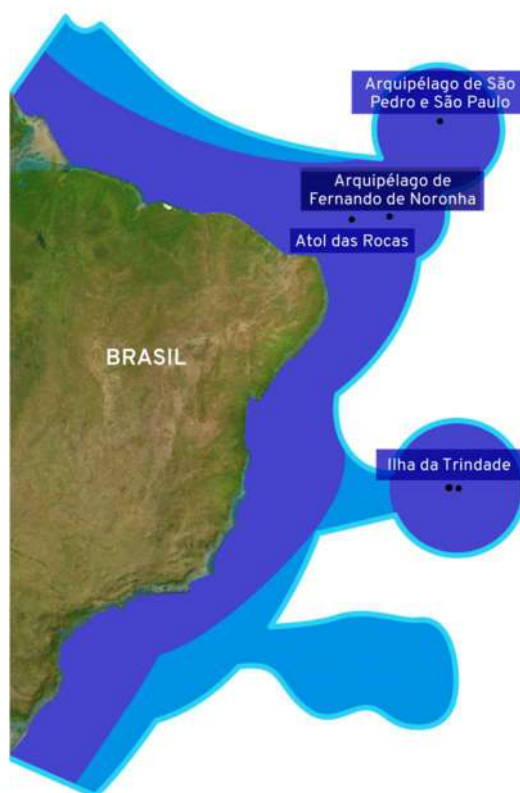 Arquipélago de São
Pedro e São Paulo
Arquipélago de
Fernando de Noronha
Atol das Rocas
BRASIL
Ilha da Trindade